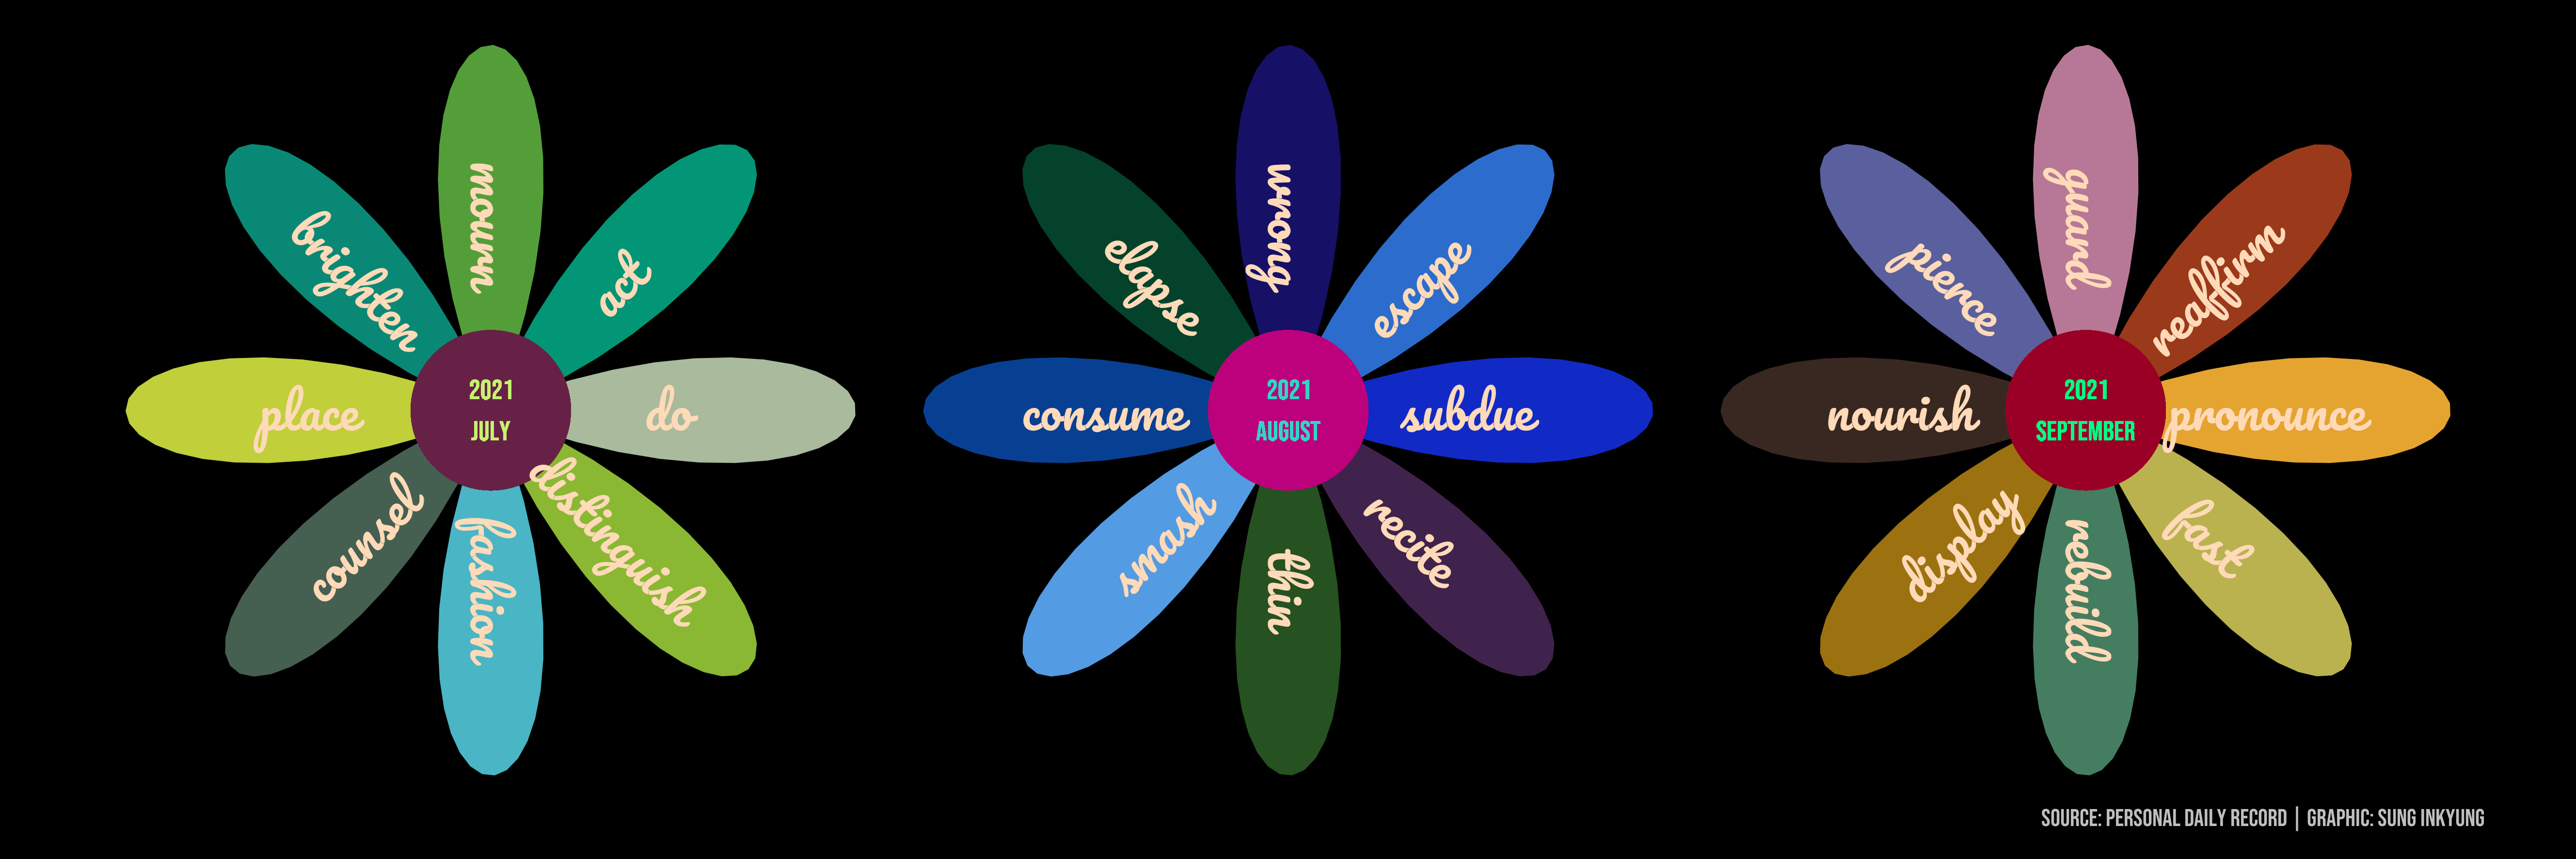 mourn
act
do
distinguish
fashion
counsel
place
brighten
2021
JULY
wrong
escape
subdue
recite
thin
smash
consume
elapse
2021
AUGUST
guard
reaffirm
pronounce
fast
rebuild
display
nourish
pierce
2021
SEPTEMBER
SOURCE: PERSONAL DAILY RECORD | GRAPHIC: SUNG INKYUNG